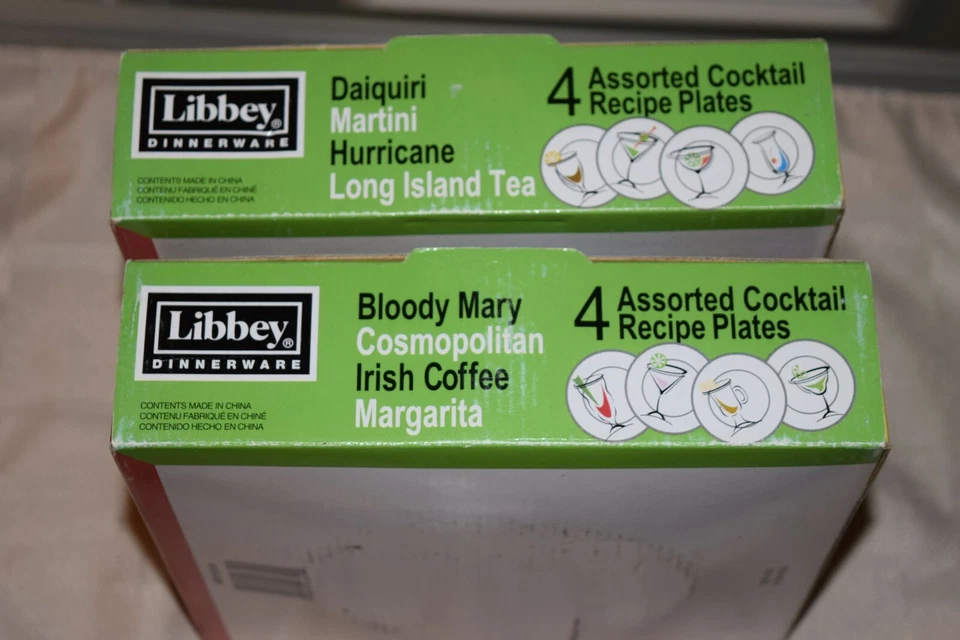 Libbey®
DINNERWARE
CONTENTS MADE IN CHINA
CONTENU FABRIQUÉ EN CHINE
CONTENIDO HECHO EN CHINA
Daiquiri
Martini
Hurricane
Long Island Tea
4 Assorted Cocktail
Recipe Plates
Libbey®
DINNERWARE
CONTENTS MADE IN CHINA
CONTENU FABRIQUÉ EN CHINÉ
CONTENIDO HECHO EN CHINA
Bloody Mary
Cosmopolitan
Irish Coffee
Margarita
4 Assorted Cocktail
Recipe Plates